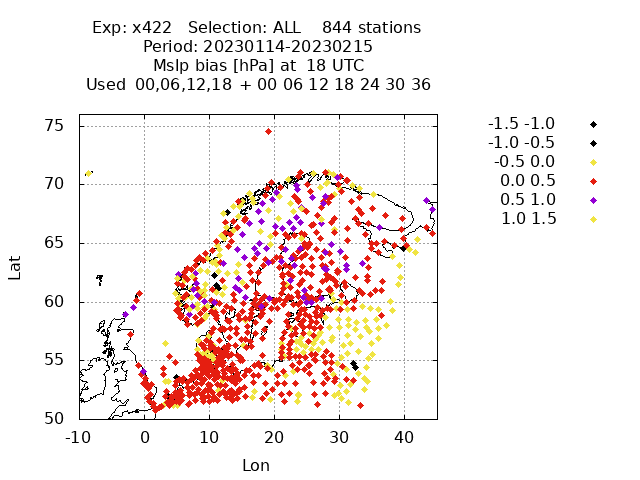 Exp: x422 Selection: ALL 844 stations
Period: 20230114-20230215
Mslp bias [hPa] at 18 UTC
Used 00,06,12,18 + 00 06 12 18 24 30 36
75
70
65
60
55
50
-10 0 10 20 30 40
Lat
Lon
-1.5 -1.0
-1.0 -0.5
-0.5 0.0
0.0 0.5
0.5 1.0
1.0 1.5